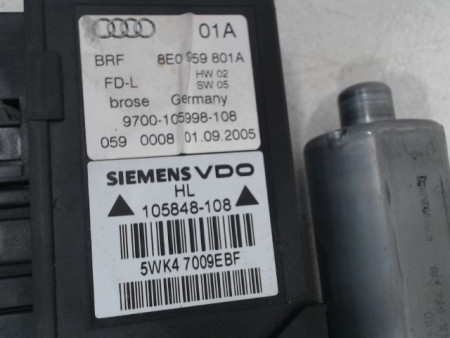 01A
BRF 8E0 959 801A
FD-L HW 02
SW 05
brose Germany
9700-105998-108
059 0008 01.09.2005
SIEMENS VDO
HL
105848-108
5WK4 7009EBF